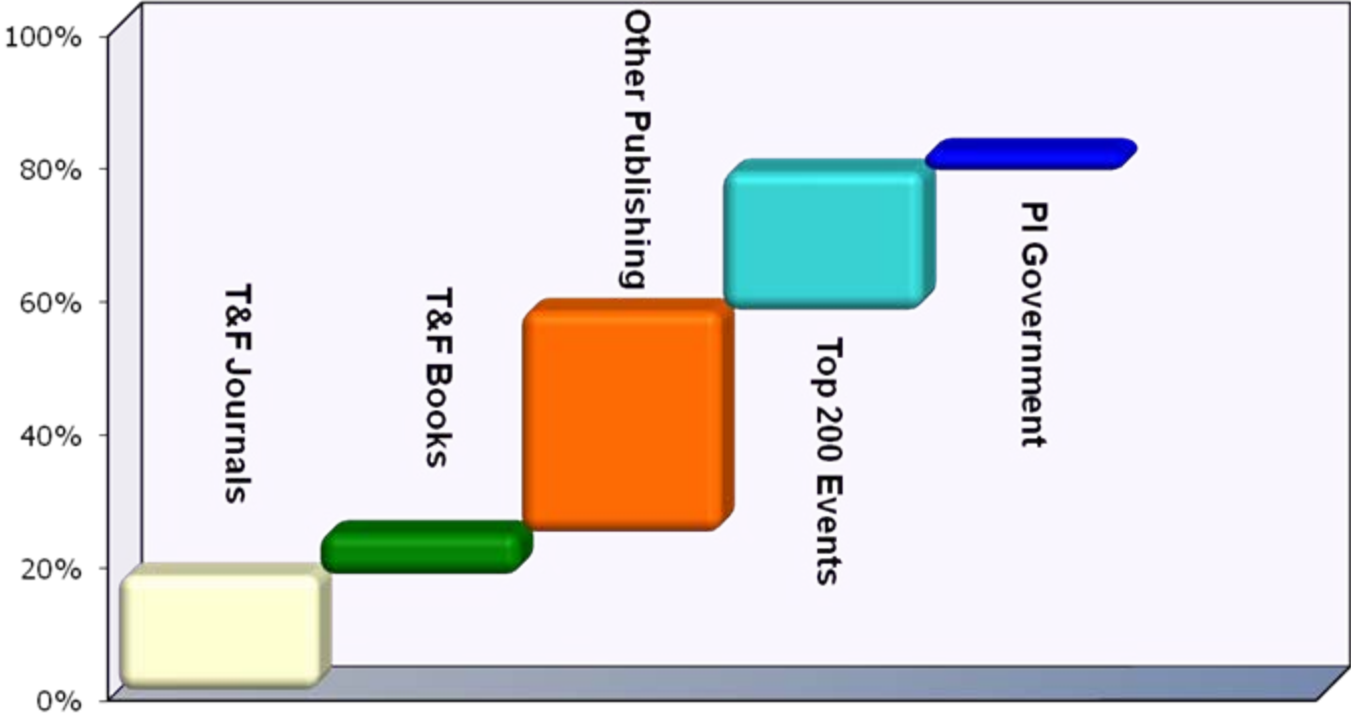 100%
80%
60%
40%
20%
0%
T&F Journals
T&F Books
Other Publishing
Top 200 Events
PI Government